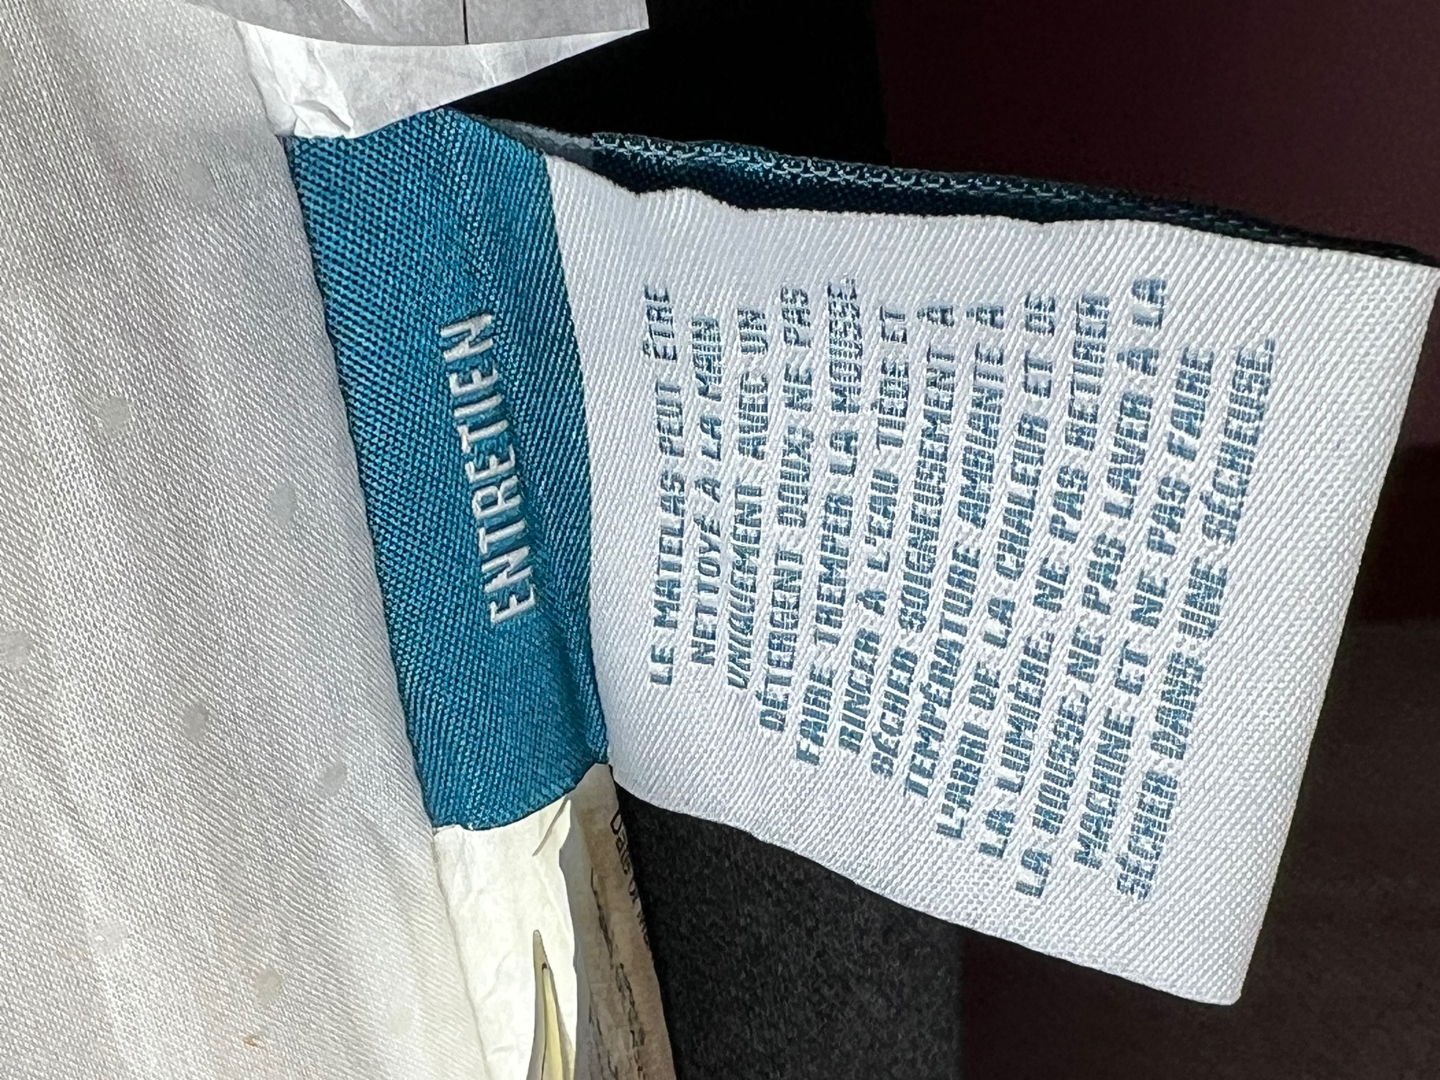 ENTRETIEN
LE MATELAS PEUT ÊTRE
NETTOYÉ À LA MAIN
UNIQUEMENT AVEC UN
DÉTERGENT DOUX. NE PAS
FAIRE TREMPER LA MOUSSE.
RINCER À L'EAU TIÈDE ET
SÉCHER SOIGNEUSEMENT À
TEMPÉRATURE AMBIANTE À
L'ABRI DE LA CHALEUR ET DE
LA LUMIÈRE. NE PAS RETIRER
LA HOUSSE. NE PAS LAVER À LA
MACHINE ET NE PAS FAIRE
SÉCHER DANS UNE SÉCHEUSE.
Date of